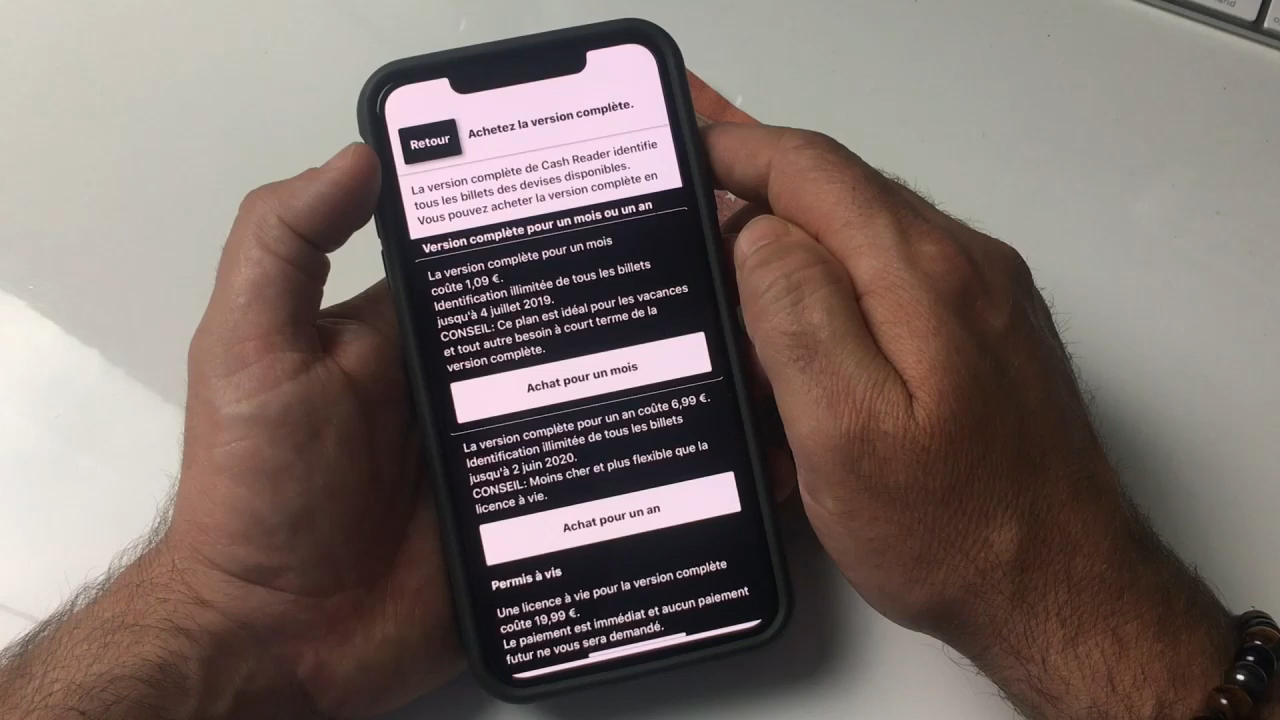 Retour
Achetez la version complète.
La version complète de Cash Reader identifie
tous les billets des devises disponibles.
Vous pouvez acheter la version complète en
Version complète pour un mois ou un an
La version complète pour un mois
coûte 1,09 €.
Identification illimitée de tous les billets
jusqu'à 4 juillet 2019.
CONSEIL: Ce plan est idéal pour les vacances
et tout autre besoin à court terme de la
version complète.
Achat pour un mois
La version complète pour un an coûte 6,99 €.
Identification illimitée de tous les billets
jusqu'à 2 juin 2020.
CONSEIL: Moins cher et plus flexible que la
licence à vie.
Achat pour un an
Permis à vis
Une licence à vie pour la version complète
coûte 19,99 €.
Le paiement est immédiat et aucun paiement
futur ne vous sera demandé.